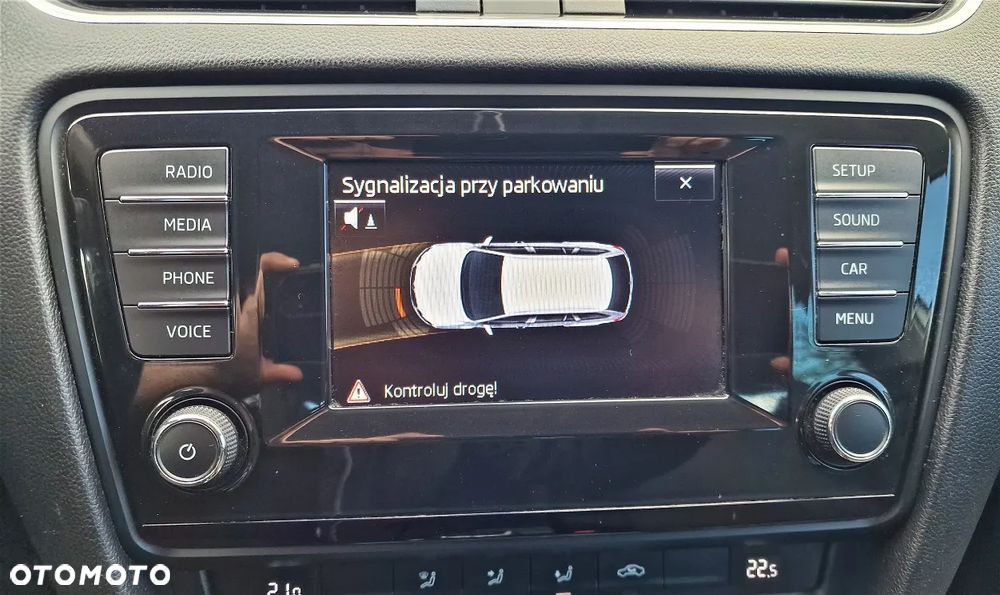 Sygnalizacja przy parkowaniu
RADIO
MEDIA
PHONE
VOICE
SETUP
SOUND
CAR
MENU
Kontroluj drogę!
OTOMOTO
22.5